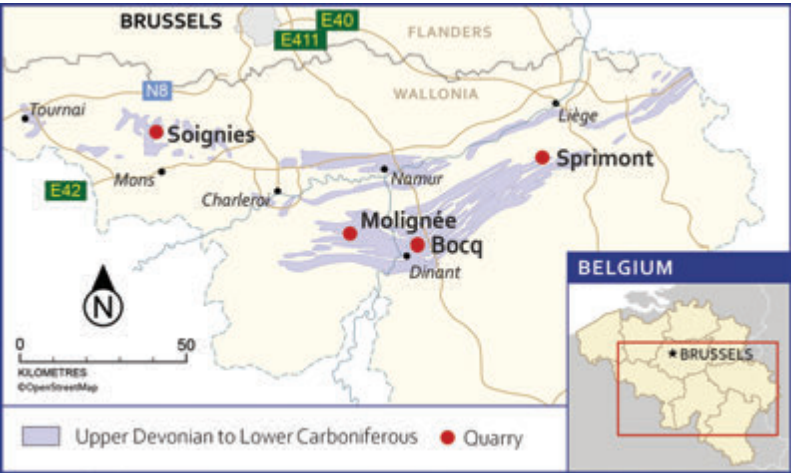 BRUSSELS
E40
E411
FLANDERS
N8
WALLONIA
Tournai
Liège
Soignies
Sprimont
Mons
Namur
E42
Charleroi
Molignée
Bocq
Dinant
N
0 50
KILOMETRES
©OpenStreetMap
BELGIUM
★BRUSSELS
Upper Devonian to Lower Carboniferous
Quarry